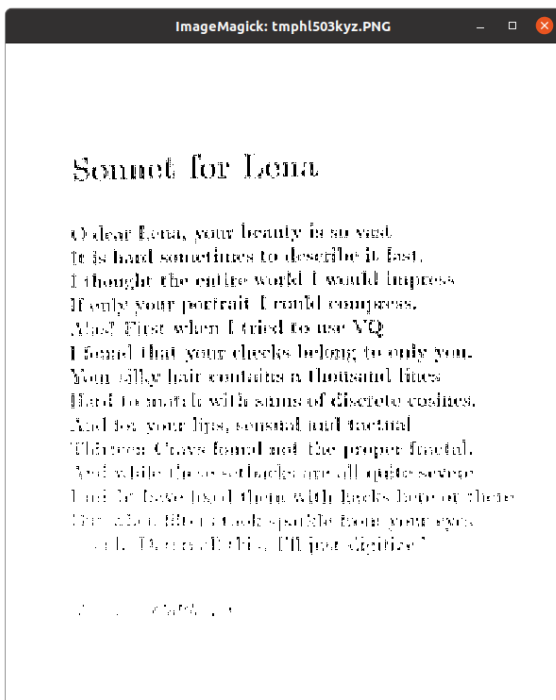 ImageMagick: tmphl503kyz.PNG
Sonnet for Lena
O dear Lena, your beauty is so vast
It is hard sometimes to describe it fast.
I thought the entire world I would impress
If only your portrait I could compress.
Alas! First when I tried to use VQ
I found that your cheeks belong to only you.
Your silky hair contains a thousand lines
Hard to match with sums of discrete cosines.
And for your lips, sensual and tactual
Thirteen Crays found not the proper fractal.
And while these setbacks are all quite severe
have fixed them with hacks here or there
filters took sparkle from your eyes
all this. I'll just digitize."